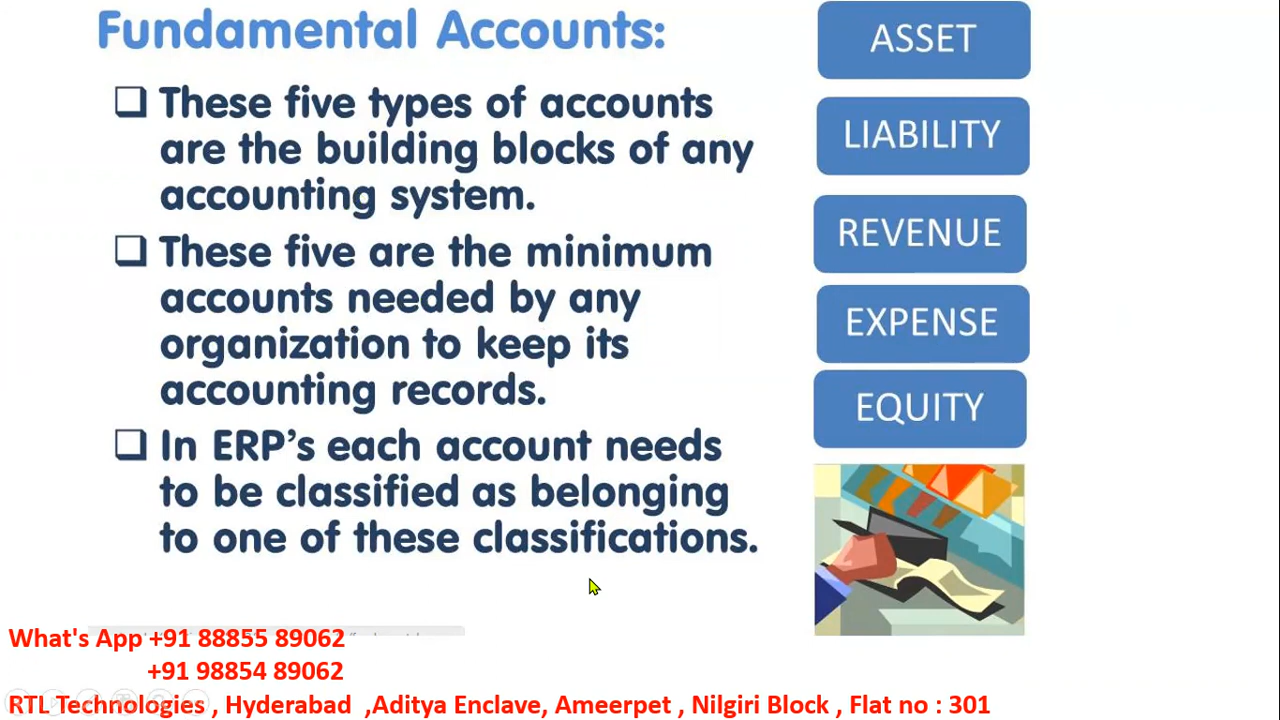 Fundamental Accounts:
❑ These five types of accounts
are the building blocks of any
accounting system.
❑ These five are the minimum
accounts needed by any
organization to keep its
accounting records.
❑ In ERP’s each account needs
to be classified as belonging
to one of these classifications.
ASSET
LIABILITY
REVENUE
EXPENSE
EQUITY
What's App +91 88855 89062
+91 98854 89062
RTL Technologies , Hyderabad ,Aditya Enclave, Ameerpet , Nilgiri Block , Flat no : 301